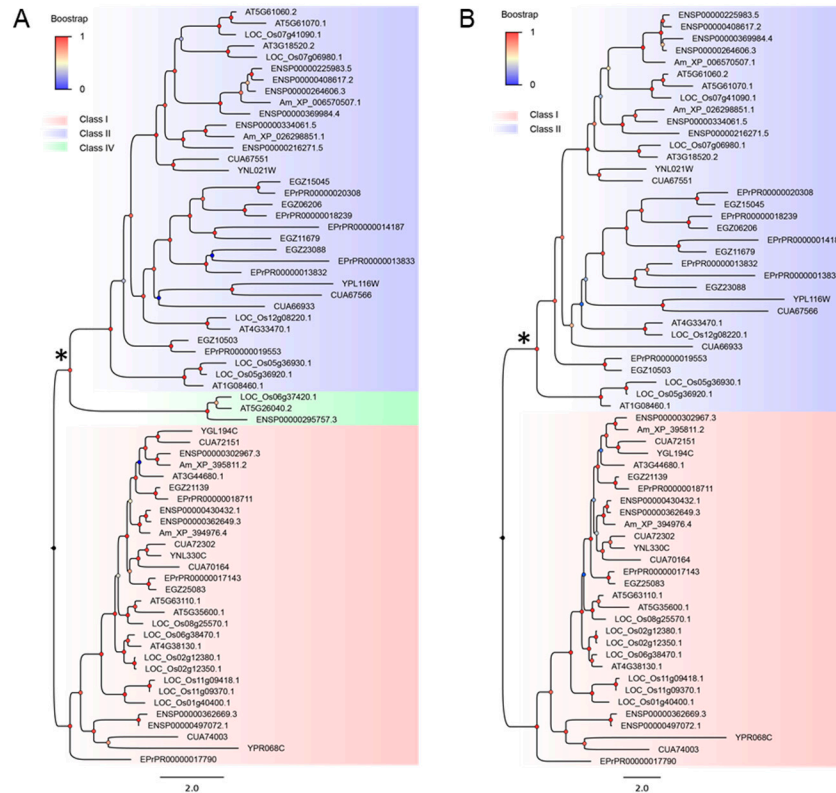 A
Boostrap
1
0
Class I
Class II
Class IV
AT5G61060.2
AT5G61070.1
LOC_Os07g41090.1
AT3G18520.2
LOC_Os07g06980.1
ENSP00000225983.5
ENSP00000408617.2
ENSP00000264606.3
Am_XP_006570507.1
ENSP00000369984.4
ENSP00000334061.5
Am_XP_026298851.1
ENSP00000216271.5
CUA67551
YNL021W
EGZ15045
EPrPR00000020308
EGZ06206
EPrPR00000018239
EPrPR00000014187
EGZ11679
EGZ23088
EPrPR00000013833
EPrPR00000013832
YPL116W
CUA67566
CUA66933
LOC_Os12g08220.1
AT4G33470.1
EGZ10503
EPrPR00000019553
LOC_Os05g36930.1
LOC_Os05g36920.1
AT1G08460.1
*
LOC_Os06g37420.1
AT5G26040.2
ENSP00000295757.3
YGL194C
CUA72151
ENSP00000302967.3
Am_XP_395811.2
AT3G44680.1
EGZ21139
EPrPR00000018711
ENSP00000430432.1
ENSP00000362649.3
Am_XP_394976.4
CUA72302
YNL330C
CUA70164
EPrPR00000017143
EGZ25083
AT5G63110.1
AT5G35600.1
LOC_Os08g25570.1
LOC_Os06g38470.1
AT4G38130.1
LOC_Os02g12380.1
LOC_Os02g12350.1
LOC_Os11g09418.1
LOC_Os11g09370.1
LOC_Os01g40400.1
ENSP00000362669.3
ENSP00000497072.1
CUA74003
YPR068C
EPrPR00000017790
2.0
B
Boostrap
1
0
Class I
Class II
ENSP00000225983.5
ENSP00000408617.2
ENSP00000369984.4
ENSP00000264606.3
Am_XP_006570507.1
AT5G61060.2
AT5G61070.1
LOC_Os07g41090.1
Am_XP_026298851.1
ENSP00000334061.5
ENSP00000216271.5
LOC_Os07g06980.1
AT3G18520.2
YNL021W
CUA67551
EPrPR00000020308
EGZ15045
EPrPR00000018239
EGZ06206
EPrPR0000001418
EGZ11679
EPrPR00000013832
EPrPR0000001383
EGZ23088
YPL116W
CUA67566
AT4G33470.1
LOC_Os12g08220.1
CUA66933
EPrPR00000019553
EGZ10503
LOC_Os05g36930.1
LOC_Os05g36920.1
AT1G08460.1
*
ENSP00000302967.3
Am_XP_395811.2
CUA72151
YGL194C
AT3G44680.1
EGZ21139
EPrPR00000018711
ENSP00000430432.1
ENSP00000362649.3
Am_XP_394976.4
CUA72302
YNL330C
CUA70164
EPrPR00000017143
EGZ25083
AT5G63110.1
AT5G35600.1
LOC_Os08g25570.1
LOC_Os02g12380.1
LOC_Os02g12350.1
LOC_Os06g38470.1
AT4G38130.1
LOC_Os11g09418.1
LOC_Os11g09370.1
LOC_Os01g40400.1
ENSP00000362669.3
ENSP00000497072.1
YPR068C
CUA74003
EPrPR00000017790
2.0